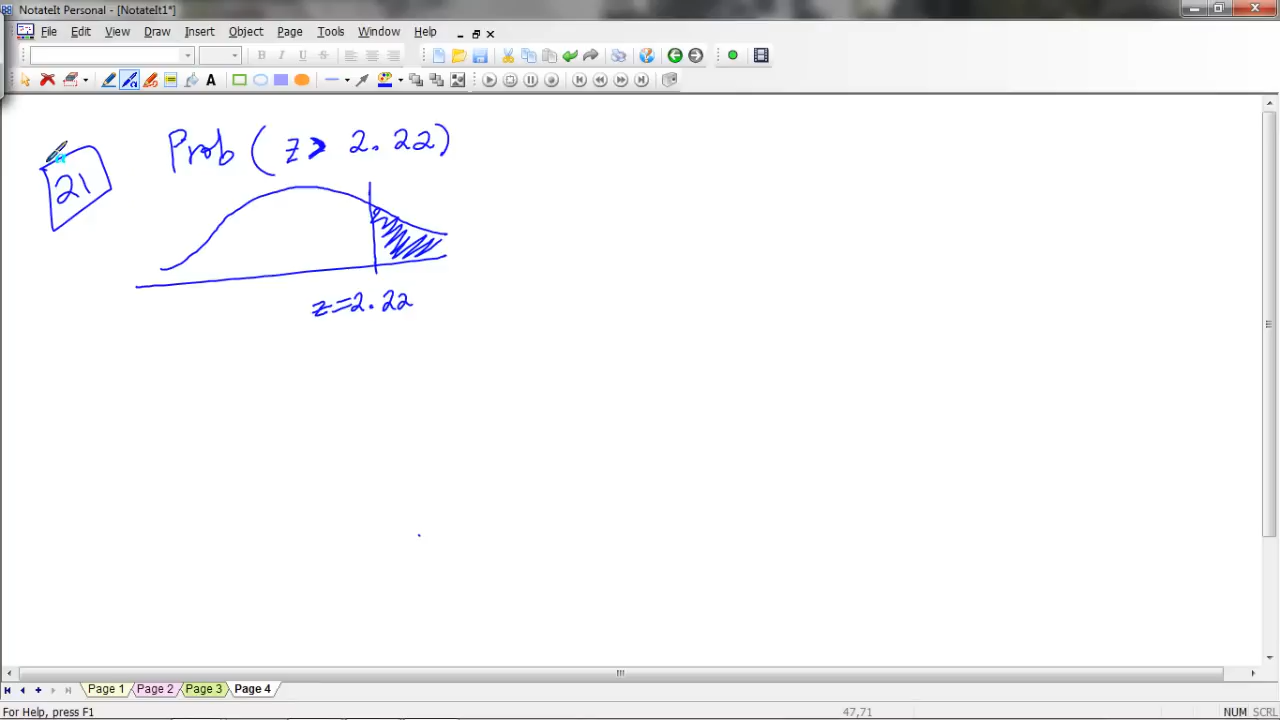 NotateIt Personal - [NotateIt1*]
File Edit View Draw Insert Object Page Tools Window Help
B I U S
A
21
Prob ( z > 2.22)
z=2.22
Page 1 Page 2 Page 3 Page 4
For Help, press F1 47,71 NUM SCRL